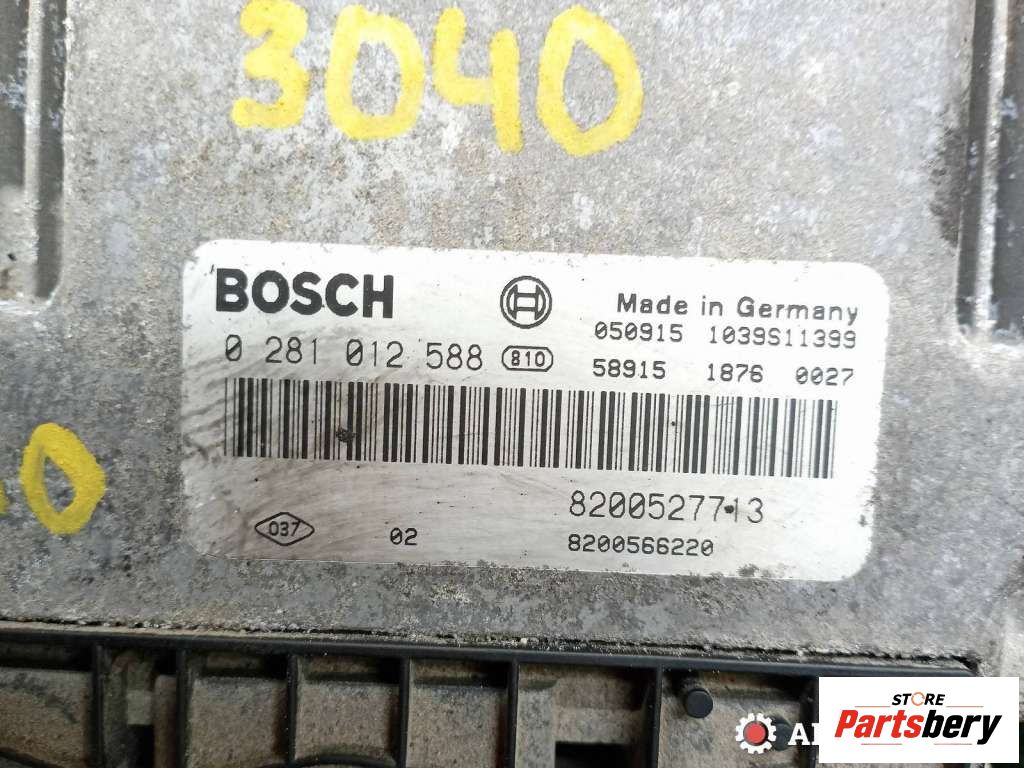 3040
BOSCH
Made in Germany
050915 1039S11399
0 281 012 588 810
58915 1876 0027
8200527713
037 02 8200566220
0
STORE
Partsbery